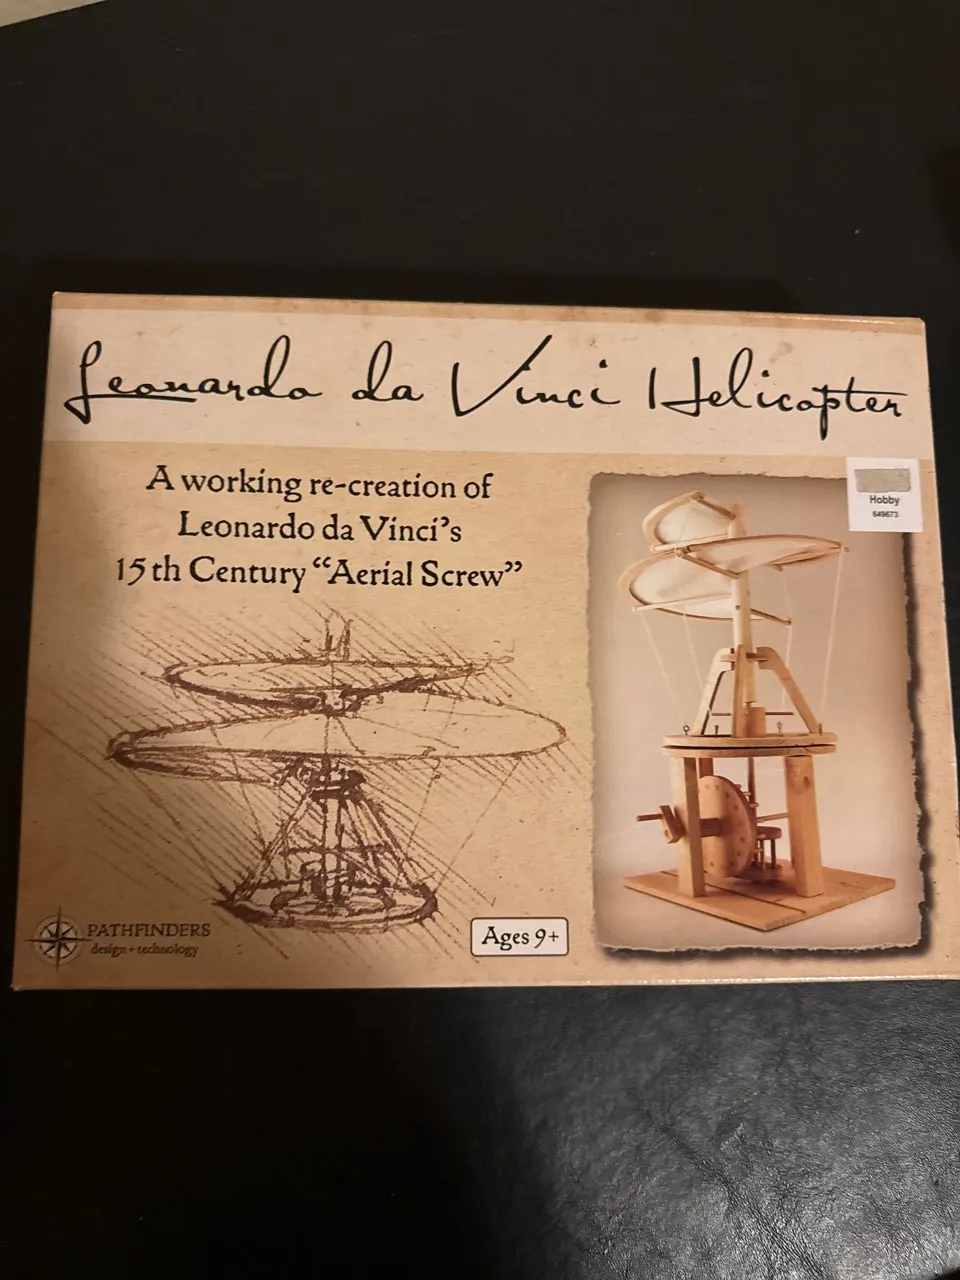 Leonardo da Vinci Helicopter
A working re-creation of
Leonardo da Vinci's
15th Century "Aerial Screw"
Hobby
649673
PATHFINDERS
design + technology
Ages 9+